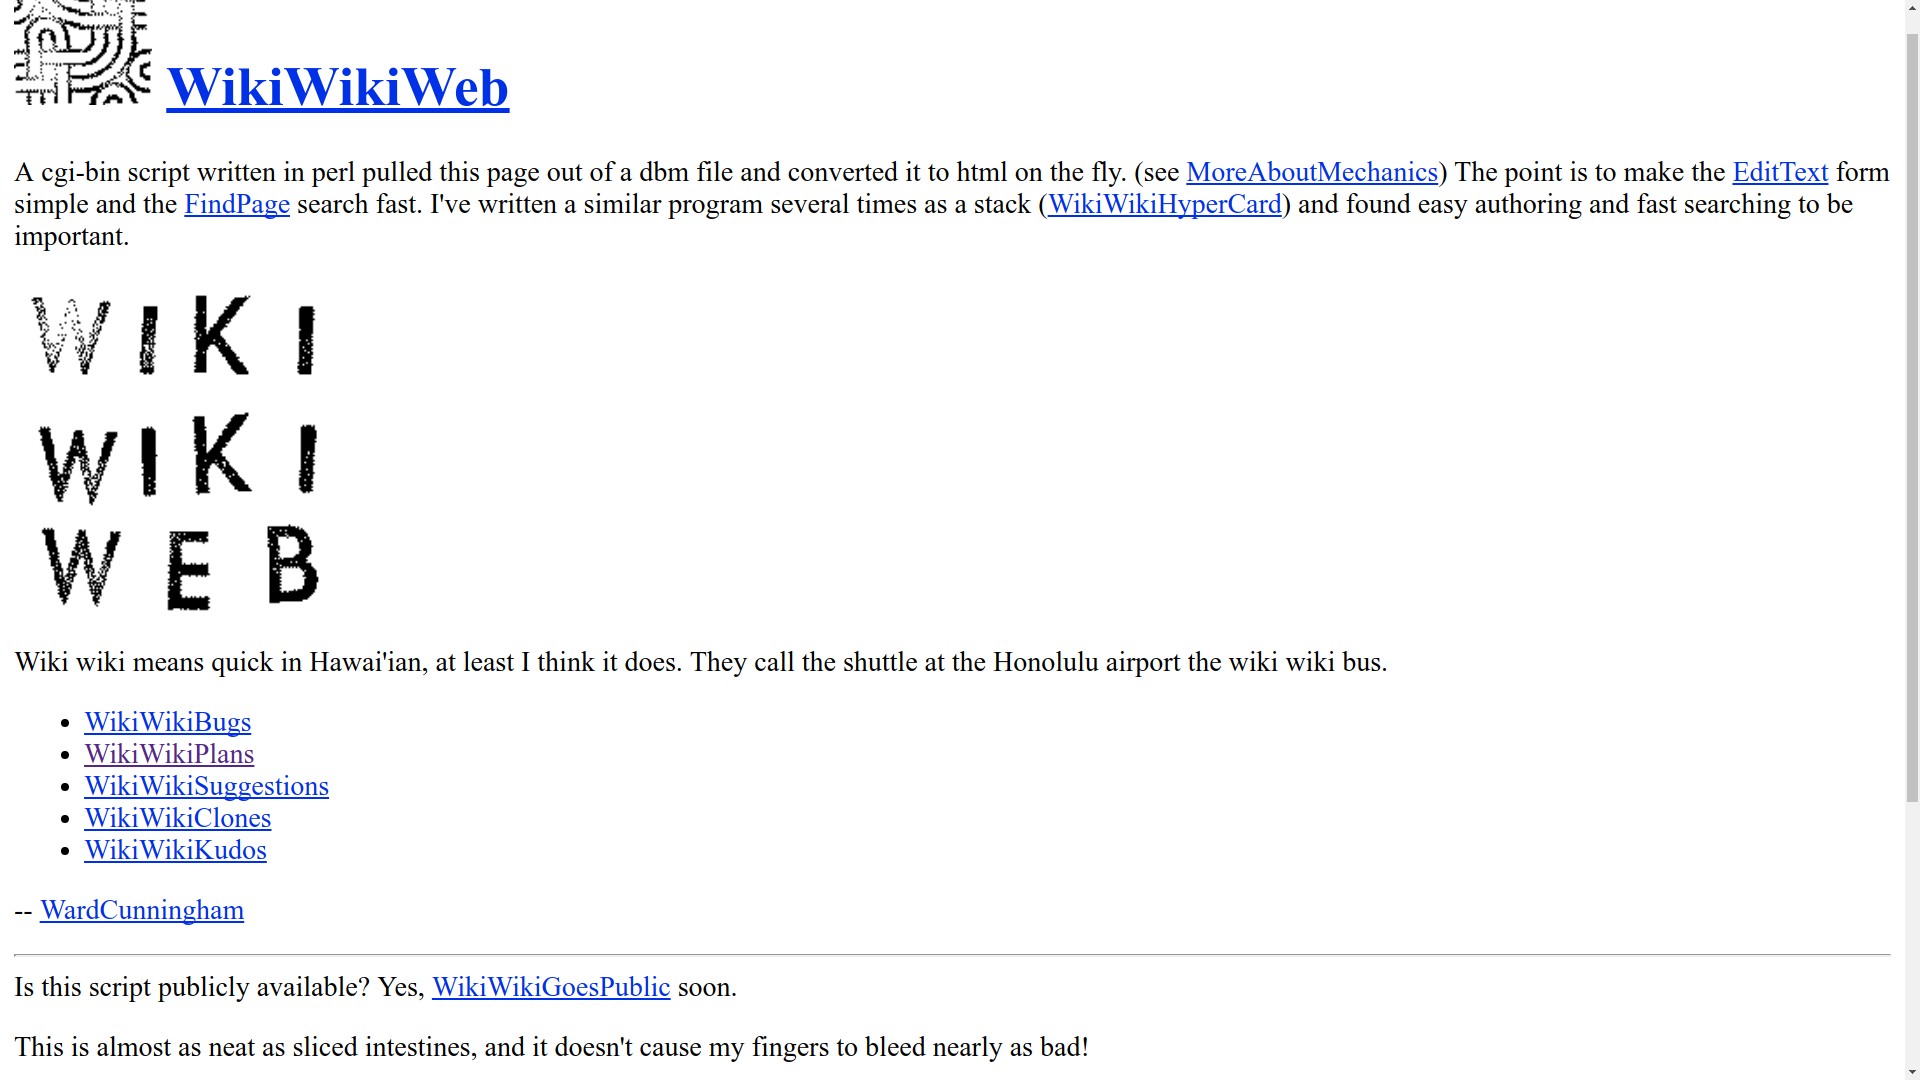 WikiWikiWeb
A cgi-bin script written in perl pulled this page out of a dbm file and converted it to html on the fly. (see MoreAboutMechanics) The point is to make the EditText form
simple and the FindPage search fast. I've written a similar program several times as a stack (WikiWikiHyperCard) and found easy authoring and fast searching to be
important.
WIKI
WIKI
WEB
Wiki wiki means quick in Hawai'ian, at least I think it does. They call the shuttle at the Honolulu airport the wiki wiki bus.
WikiWikiBugs
WikiWikiPlans
WikiWikiSuggestions
WikiWikiClones
WikiWikiKudos
-- WardCunningham
Is this script publicly available? Yes, WikiWikiGoesPublic soon.
This is almost as neat as sliced intestines, and it doesn't cause my fingers to bleed nearly as bad!